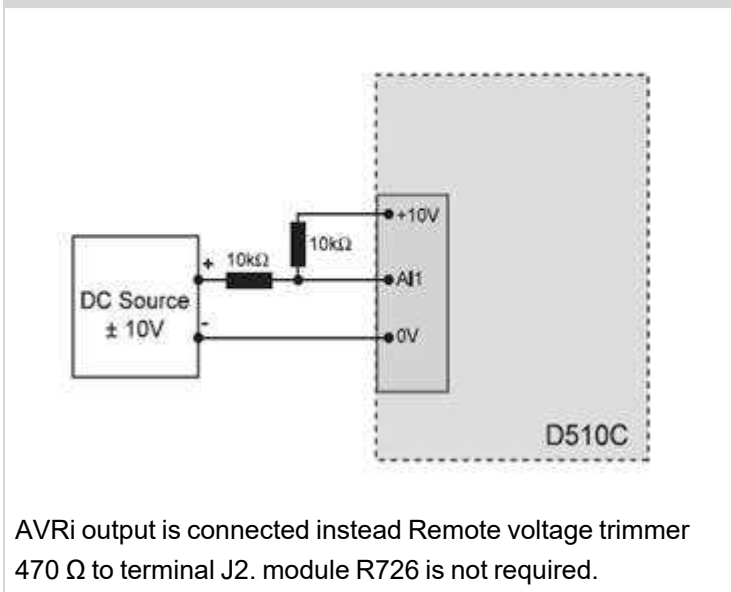 +10V
10kΩ
+ 10kΩ
AI1
DC Source
± 10V
-
0V
D510C
AVRi output is connected instead Remote voltage trimmer
470 Ω to terminal J2. module R726 is not required.